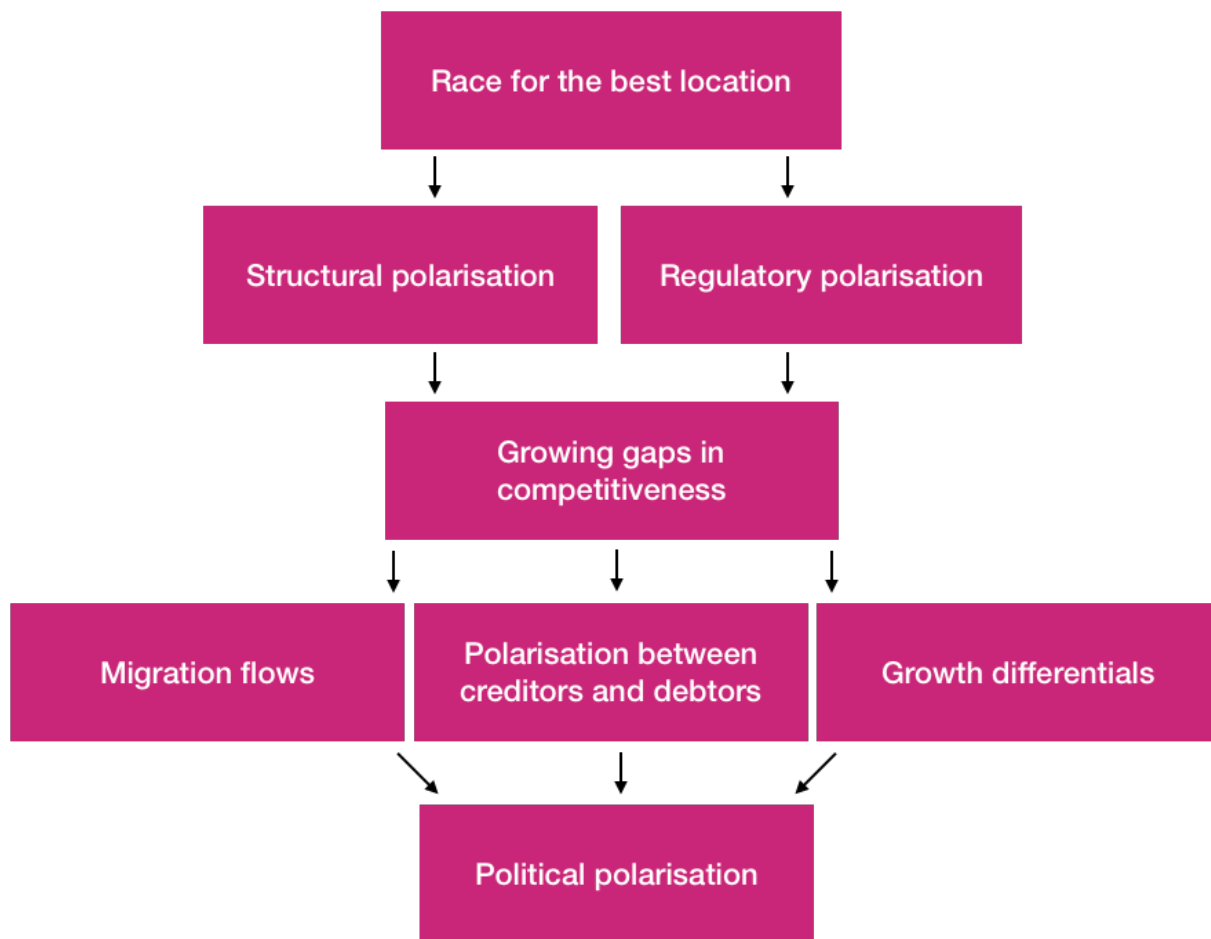 Race for the best location
Structural polarisation
Regulatory polarisation
Growing gaps in
competitiveness
Migration flows
Polarisation between
creditors and debtors
Growth differentials
Political polarisation